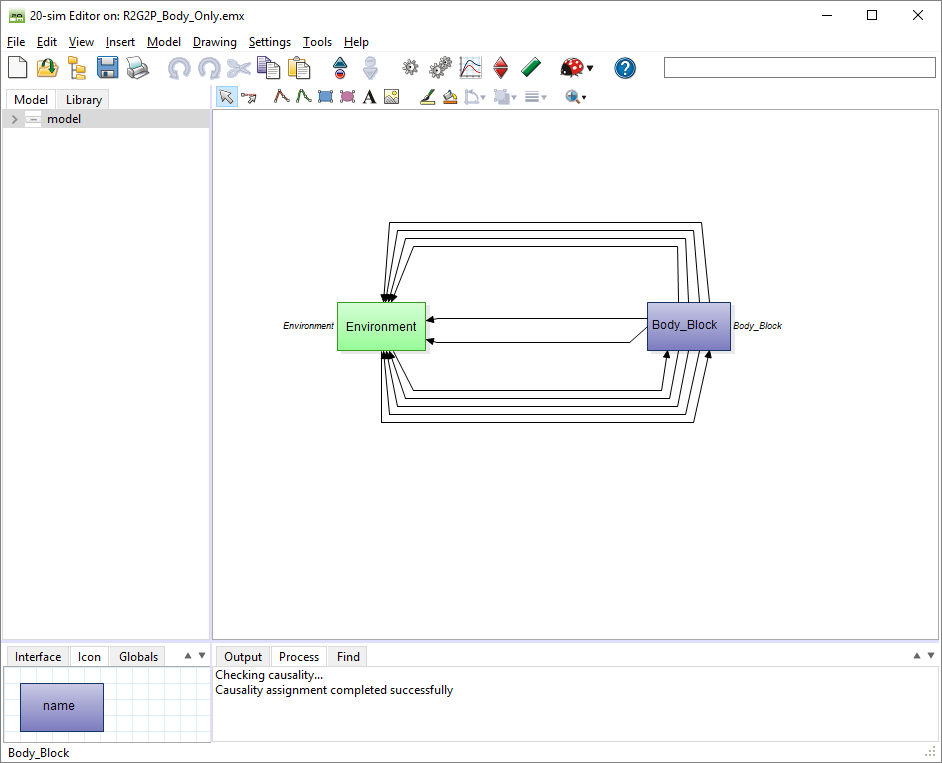 20-sim Editor on: R2G2P_Body_Only.emx
File Edit View Insert Model Drawing Settings Tools Help
Model Library
A
model
Environment Environment Body_Block Body_Block
Interface Icon Globals
Output Process Find
Checking causality...
Causality assignment completed successfully
name
Body_Block